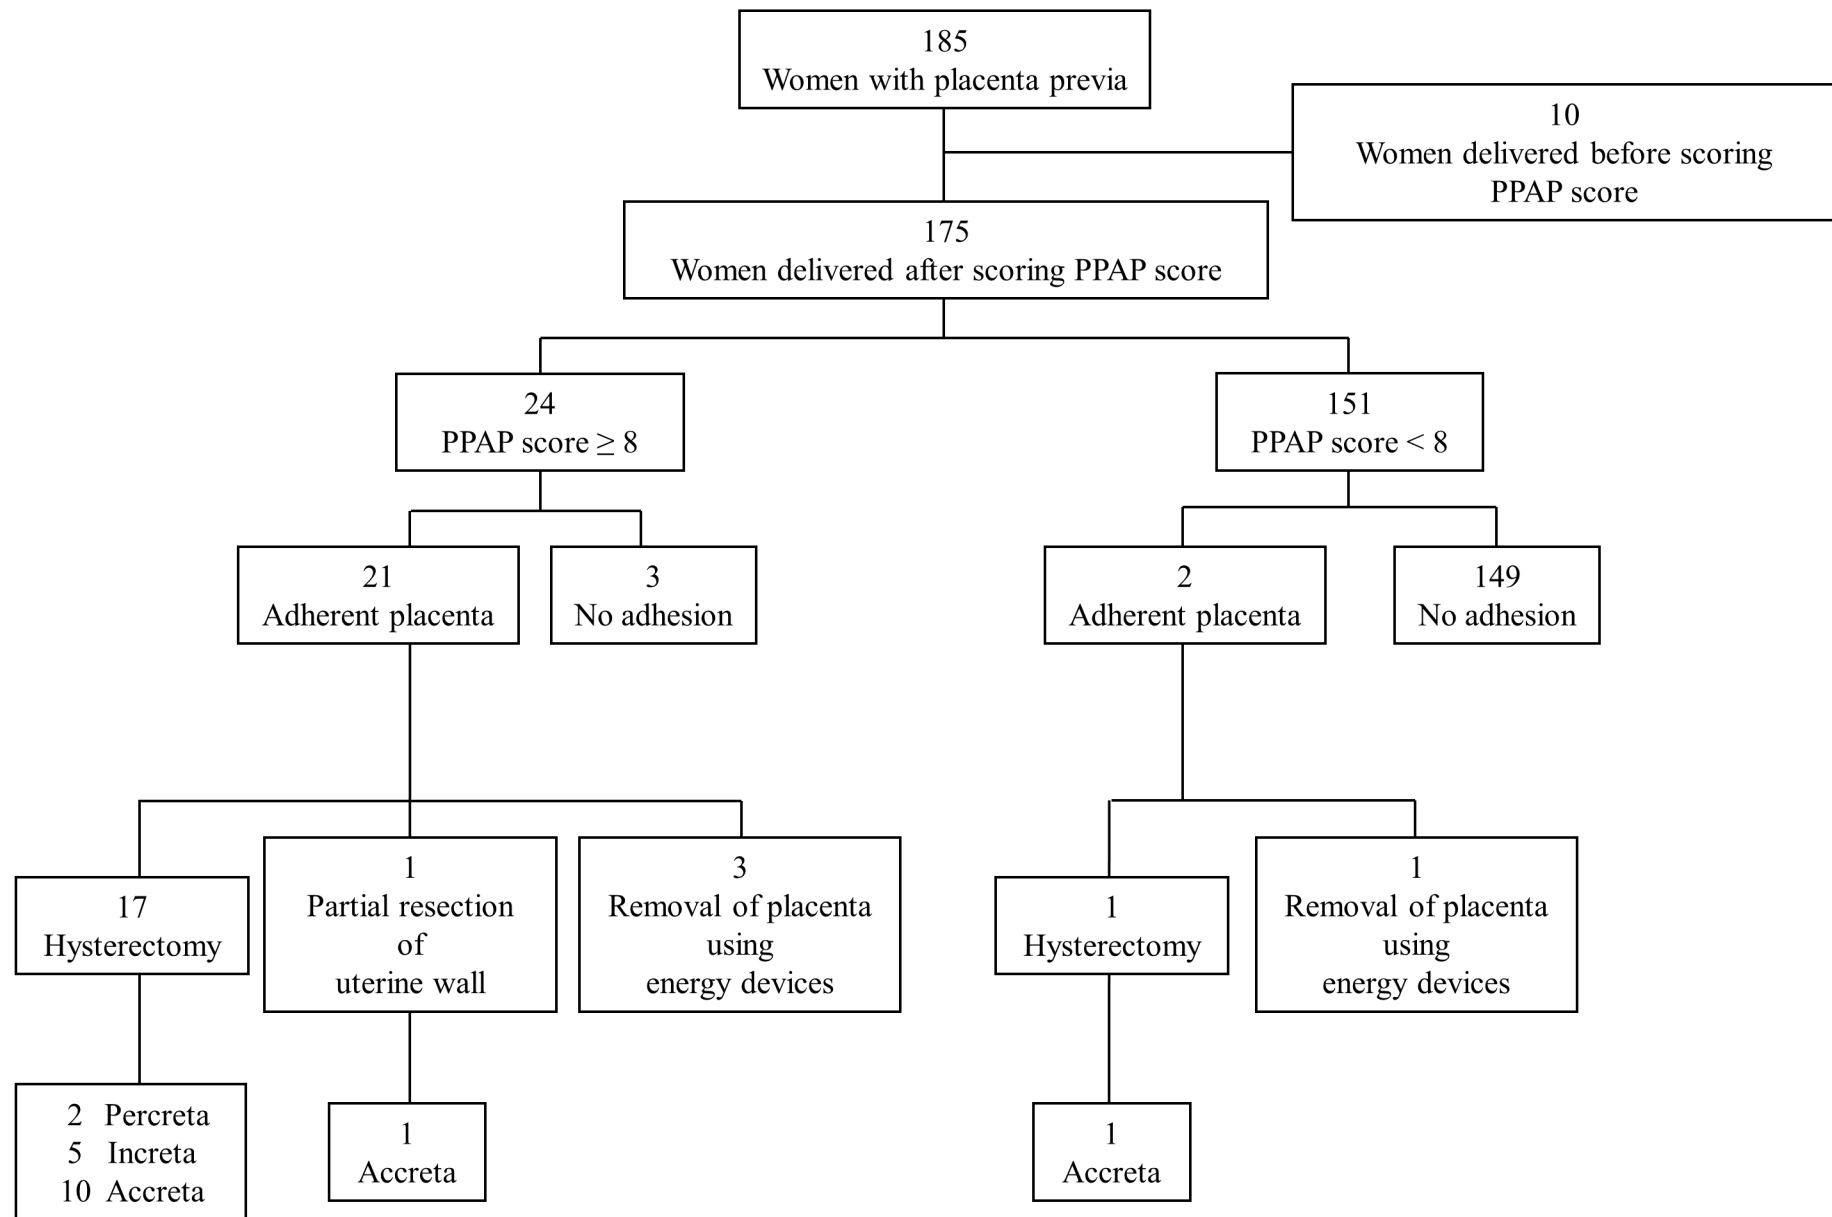 185
Women with placenta previa
10
Women delivered before scoring
PPAP score
175
Women delivered after scoring PPAP score
24
PPAP score ≥ 8
151
PPAP score < 8
21
Adherent placenta
3
No adhesion
2
Adherent placenta
149
No adhesion
17
Hysterectomy
1
Partial resection
of
uterine wall
3
Removal of placenta
using
energy devices
1
Hysterectomy
1
Removal of placenta
using
energy devices
2 Percreta
5 Increta
10 Accreta
1
Accreta
1
Accreta